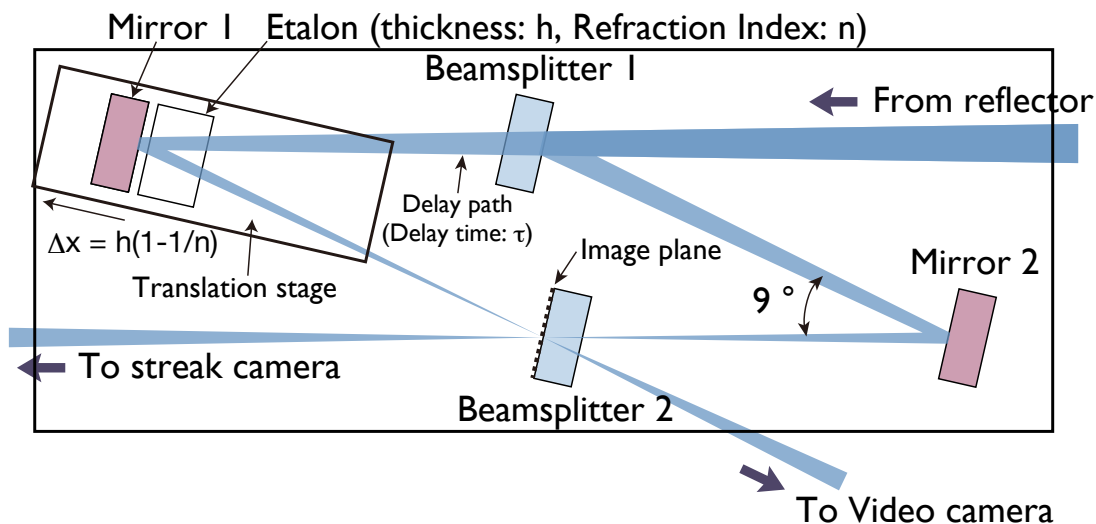 Mirror 1
Etalon (thickness: h, Refraction Index: n)
Beamsplitter 1
From reflector
Delay path
(Delay time: τ)
Δx = h(1-1/n)
Translation stage
Image plane
Mirror 2
9 °
To streak camera
Beamsplitter 2
To Video camera